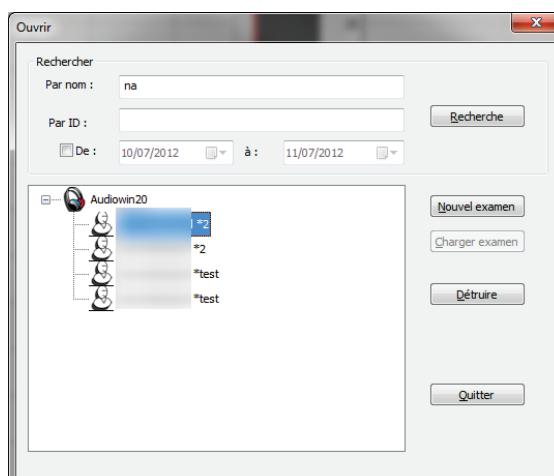 Ouvrir
Rechercher
Par nom :
na
Par ID :
Recherche
De :
10/07/2012
à :
11/07/2012
Audiowin20
*2
*2
*test
*test
Nouvel examen
Charger examen
Détruire
Quitter